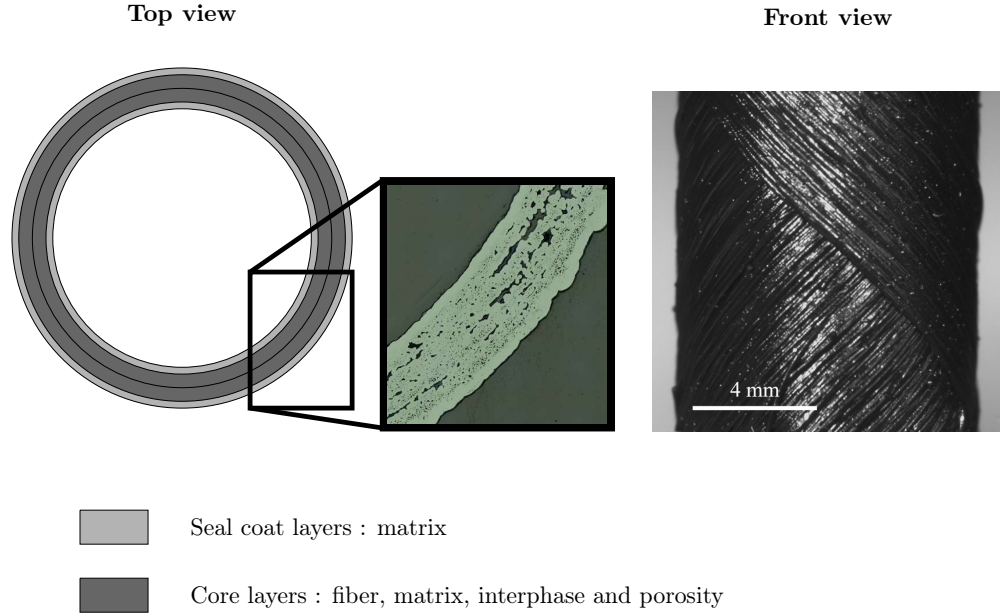 Top view
Front view
4 mm
Seal coat layers : matrix
Core layers : fiber, matrix, interphase and porosity